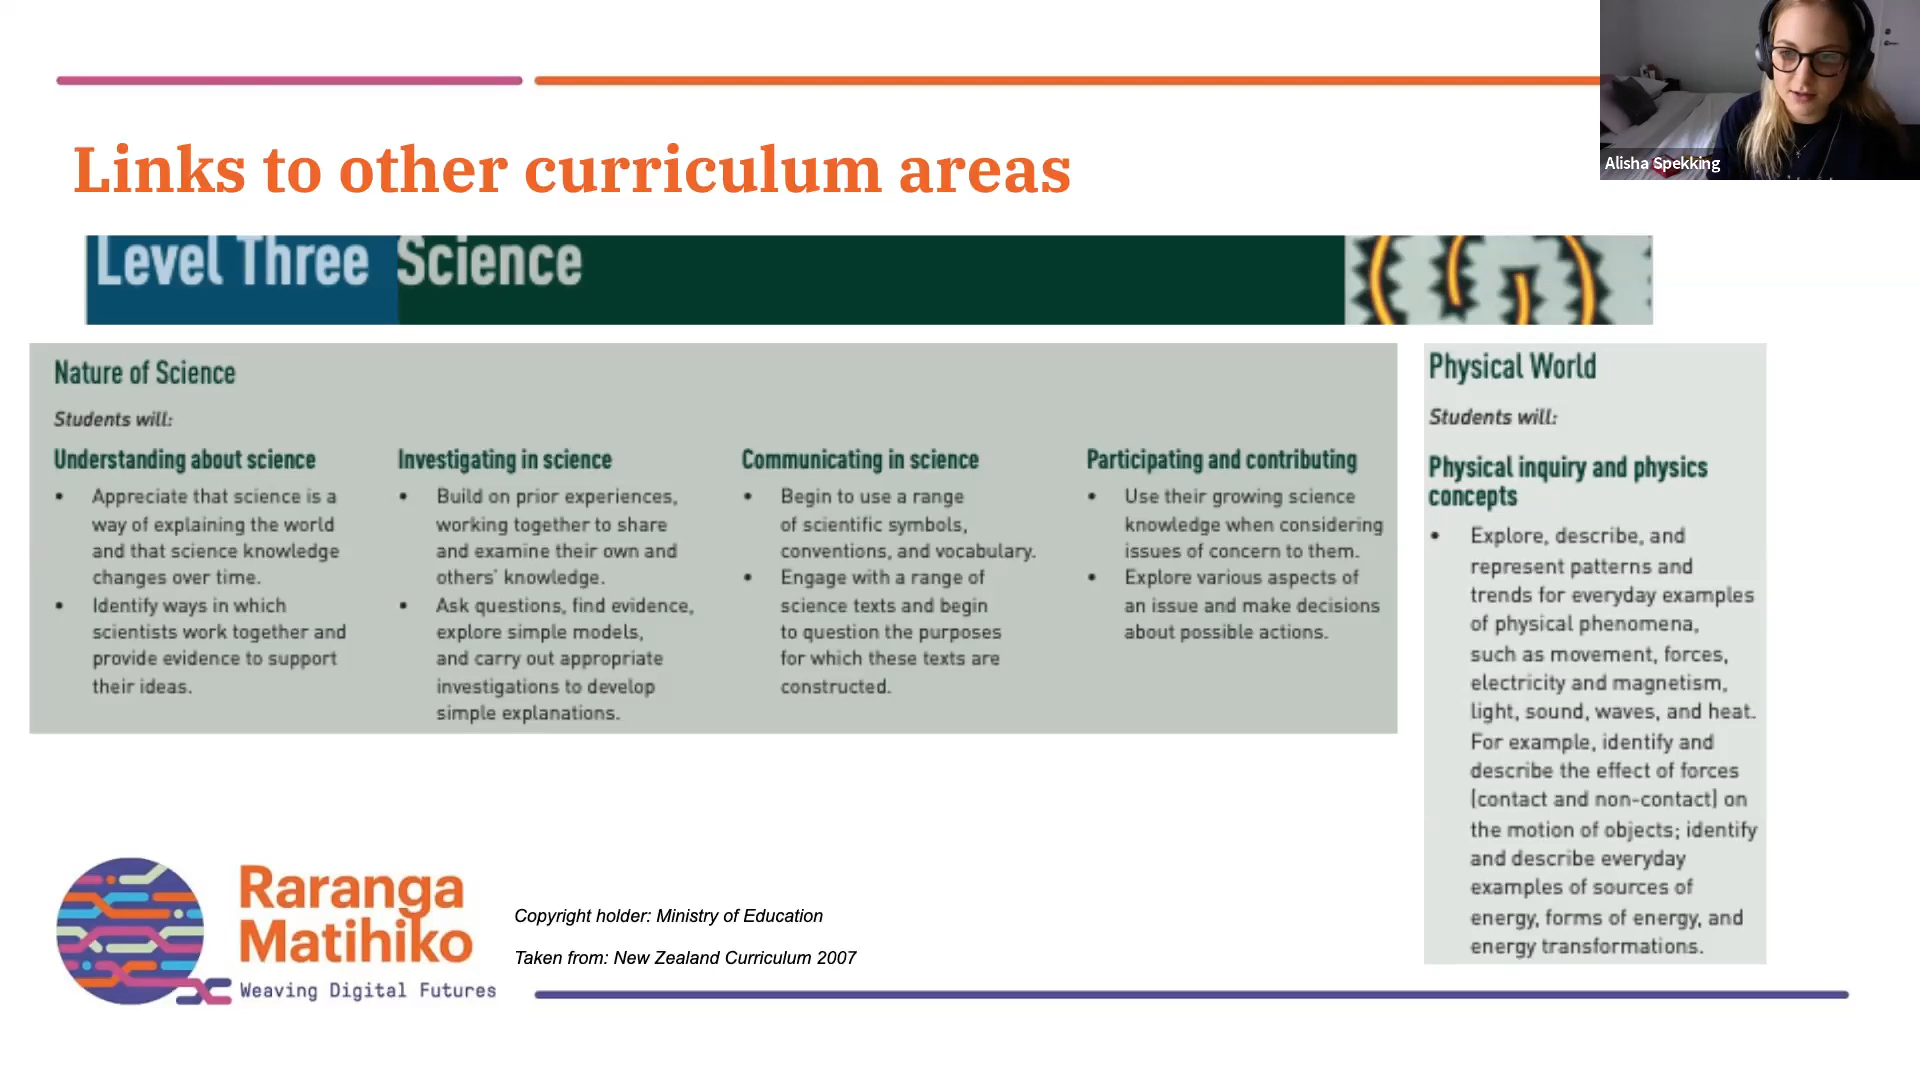 Alisha Spekking
Links to other curriculum areas
Level Three Science
Nature of Science
Students will:
Understanding about science
• Appreciate that science is a
way of explaining the world
and that science knowledge
changes over time.
• Identify ways in which
scientists work together and
provide evidence to support
their ideas.
Investigating in science
• Build on prior experiences,
working together to share
and examine their own and
others' knowledge.
• Ask questions, find evidence,
explore simple models,
and carry out appropriate
investigations to develop
simple explanations.
Communicating in science
• Begin to use a range
of scientific symbols,
conventions, and vocabulary.
• Engage with a range of
science texts and begin
to question the purposes
for which these texts are
constructed.
Participating and contributing
• Use their growing science
knowledge when considering
issues of concern to them.
• Explore various aspects of
an issue and make decisions
about possible actions.
Physical World
Students will:
Physical inquiry and physics
concepts
• Explore, describe, and
represent patterns and
trends for everyday examples
of physical phenomena,
such as movement, forces,
electricity and magnetism,
light, sound, waves, and heat.
For example, identify and
describe the effect of forces
(contact and non-contact) on
the motion of objects; identify
and describe everyday
examples of sources of
energy, forms of energy, and
energy transformations.
Raranga
Matihiko
Weaving Digital Futures
Copyright holder: Ministry of Education
Taken from: New Zealand Curriculum 2007